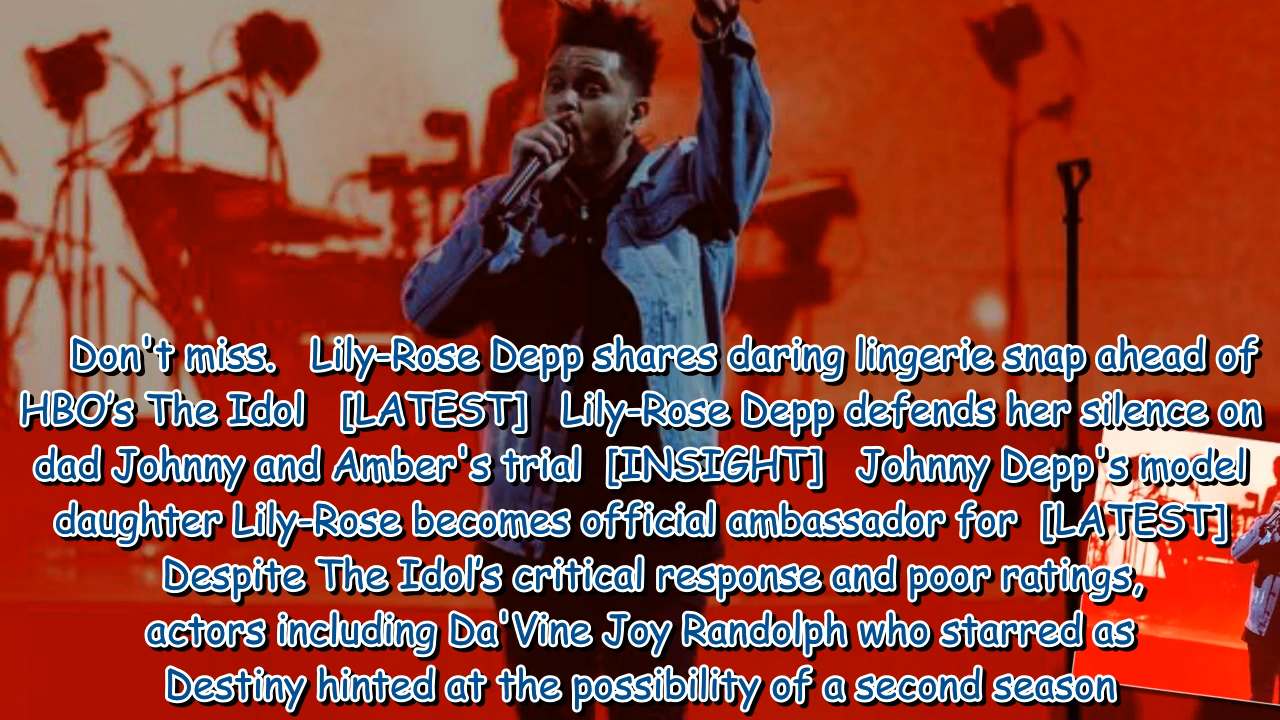 Don't miss. Lily-Rose Depp shares daring lingerie snap ahead of
HBO’s The Idol [LATEST] Lily-Rose Depp defends her silence on
dad Johnny and Amber's trial [INSIGHT] Johnny Depp's model
daughter Lily-Rose becomes official ambassador for [LATEST]
Despite The Idol’s critical response and poor ratings,
actors including Da'Vine Joy Randolph who starred as
Destiny hinted at the possibility of a second season